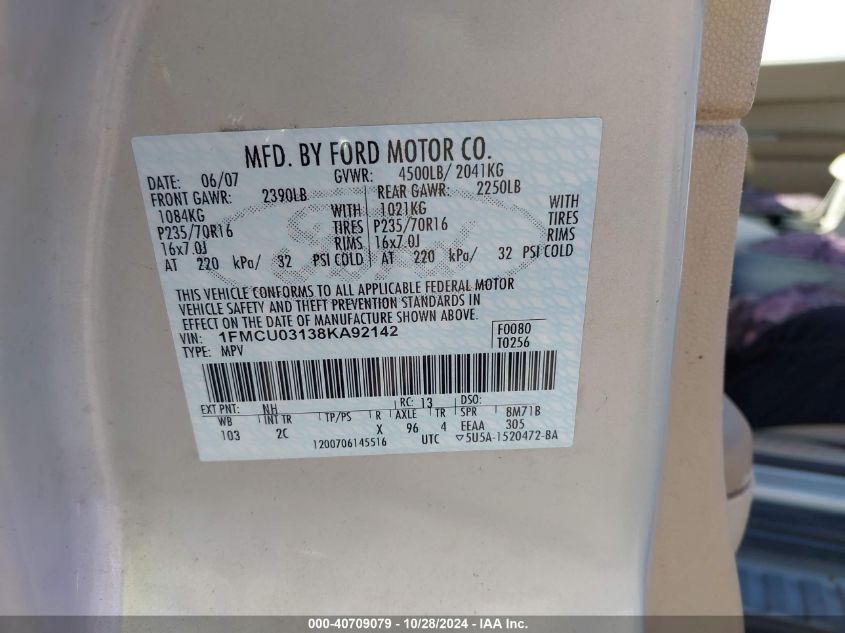 MFD. BY FORD MOTOR CO.
DATE: 06/07 GVWR: 4500LB/ 2041KG
FRONT GAWR: 2390LB REAR GAWR: 2250LB
1084KG WITH 1021KG WITH
P235/70R16 TIRES P235/70R16 TIRES
16x7.0J RIMS 16x7.0J RIMS
AT 220 kPa/ 32 PSI COLD AT 220 kPa/ 32 PSI COLD
THIS VEHICLE CONFORMS TO ALL APPLICABLE FEDERAL MOTOR
VEHICLE SAFETY AND THEFT PREVENTION STANDARDS IN
EFFECT ON THE DATE OF MANUFACTURE SHOWN ABOVE.
VIN: 1FMCU03138KA92142 F0080
TYPE: MPV T0256
EXT PNT: NH RC: 13 DSO:
WB INT TR TP/PS R AXLE TR SPR 8M71B
103 2C X 96 4 EEAA 305
1200706145516 UTC ▽5U5A-1520472-BA
000-40709079 - 10/28/2024 - IAA Inc.